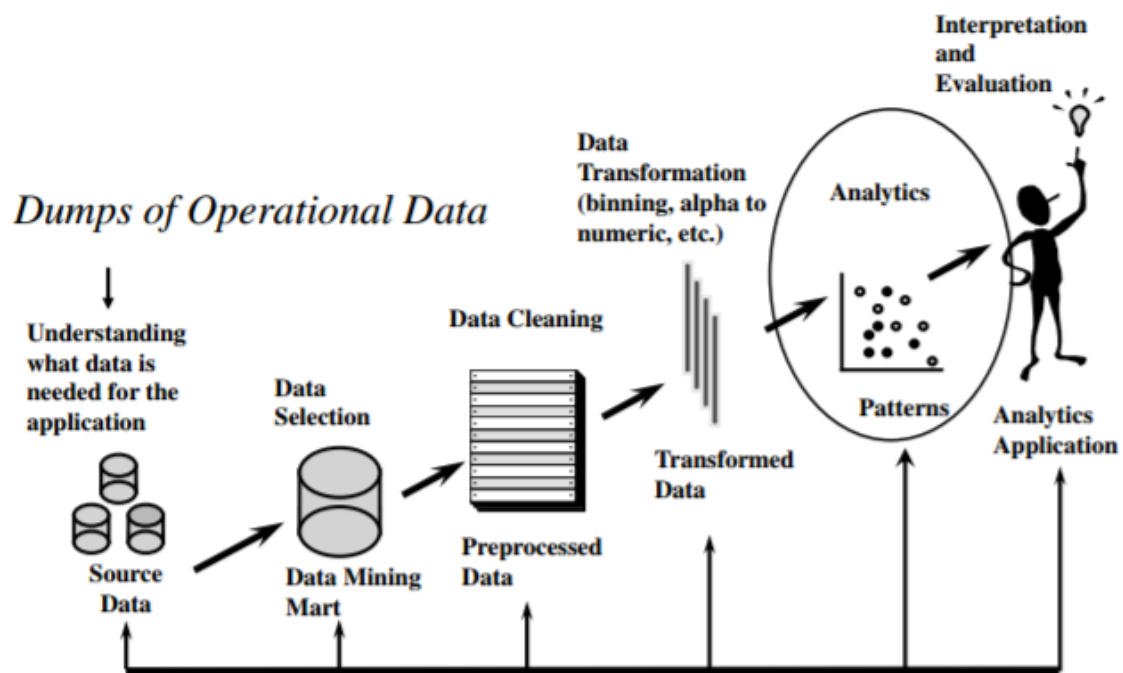 Dumps of Operational Data
Understanding
what data is
needed for the
application
Source
Data
Data
Selection
Data Mining
Mart
Data Cleaning
Preprocessed
Data
Data
Transformation
(binning, alpha to
numeric, etc.)
Transformed
Data
Analytics
Patterns
Interpretation
and
Evaluation
Analytics
Application